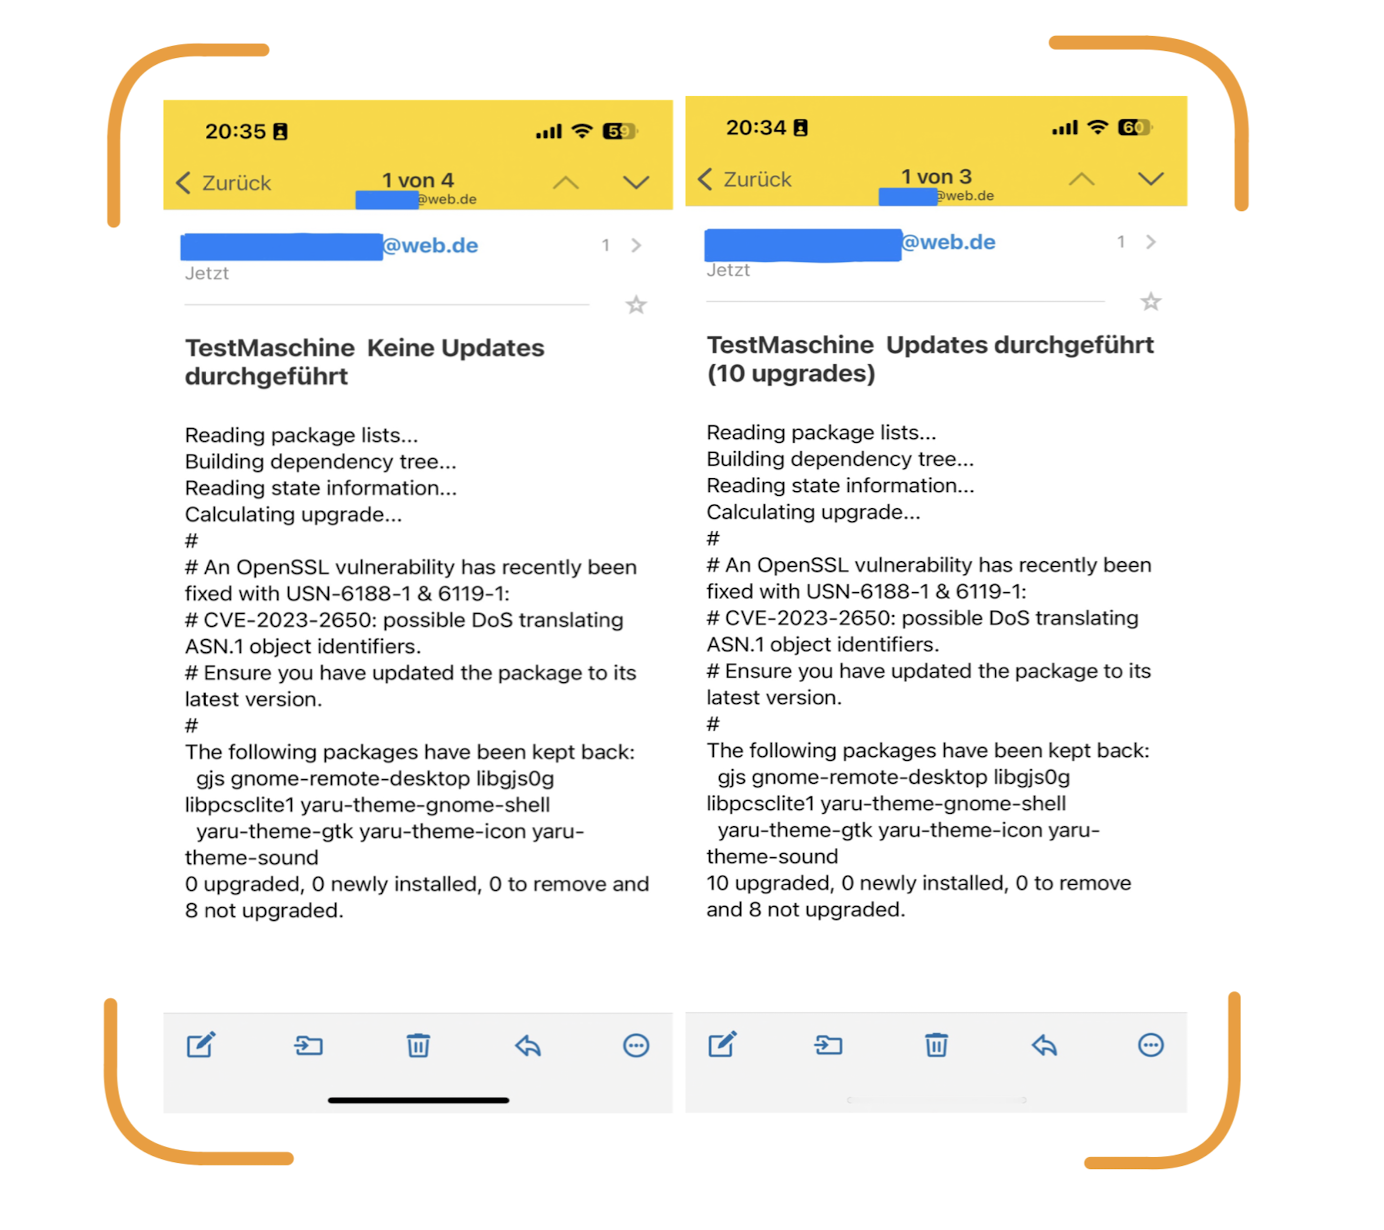 20:35
59
Zurück
1 von 4
@web.de
@web.de
1
Jetzt
TestMaschine  Keine Updates
durchgeführt
Reading package lists...
Building dependency tree...
Reading state information...
Calculating upgrade...
#
# An OpenSSL vulnerability has recently been
fixed with USN-6188-1 & 6119-1:
# CVE-2023-2650: possible DoS translating
ASN.1 object identifiers.
# Ensure you have updated the package to its
latest version.
#
The following packages have been kept back:
  gjs gnome-remote-desktop libgjs0g
libpcsclite1 yaru-theme-gnome-shell
  yaru-theme-gtk yaru-theme-icon yaru-
theme-sound
0 upgraded, 0 newly installed, 0 to remove and
8 not upgraded.
20:34
60
Zurück
1 von 3
@web.de
@web.de
1
Jetzt
TestMaschine  Updates durchgeführt
(10 upgrades)
Reading package lists...
Building dependency tree...
Reading state information...
Calculating upgrade...
#
# An OpenSSL vulnerability has recently been
fixed with USN-6188-1 & 6119-1:
# CVE-2023-2650: possible DoS translating
ASN.1 object identifiers.
# Ensure you have updated the package to its
latest version.
#
The following packages have been kept back:
  gjs gnome-remote-desktop libgjs0g
libpcsclite1 yaru-theme-gnome-shell
  yaru-theme-gtk yaru-theme-icon yaru-
theme-sound
10 upgraded, 0 newly installed, 0 to remove
and 8 not upgraded.